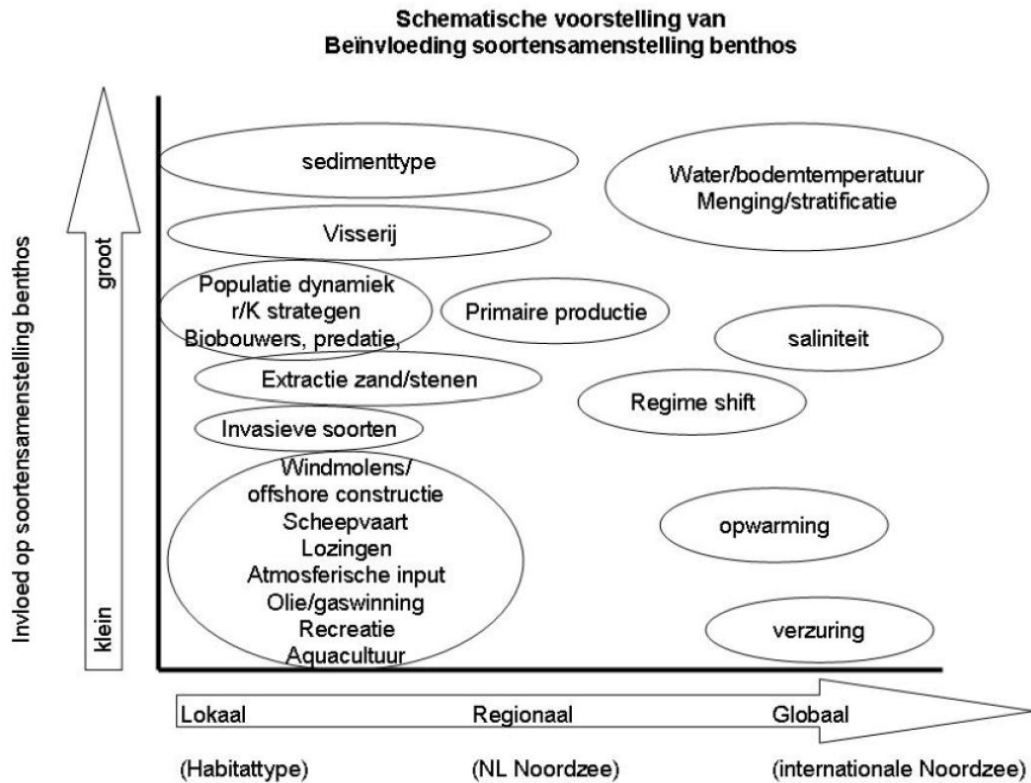 Schematische voorstelling van
Beïnvloeding soortensamenstelling benthos
Invloed op soortensamenstelling benthos
groot
klein
sedimenttype
Water/bodemtemperatuur
Menging/stratificatie
Visserij
Populatie dynamiek
r/K strategen
Biobouwers, predatie,
Primaire productie
saliniteit
Extractie zand/stenen
Regime shift
Invasieve soorten
Windmolens/
offshore constructie
Scheepvaart
Lozingen
Atmosferische input
Olie/gaswinning
Recreatie
Aquacultuur
opwarming
verzuring
Lokaal Regionaal Globaal
(Habitattype) (NL Noordzee) (internationale Noordzee)